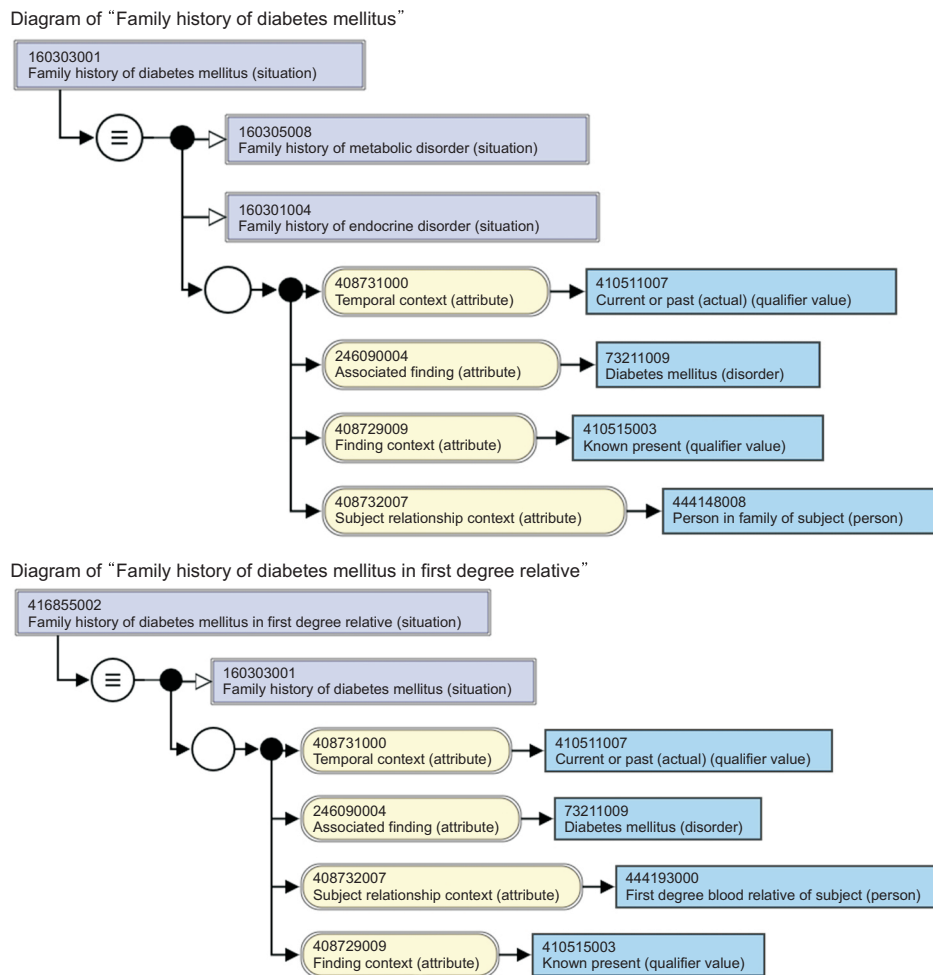 Diagram of “Family history of diabetes mellitus”
160303001
Family history of diabetes mellitus (situation)
160305008
Family history of metabolic disorder (situation)
160301004
Family history of endocrine disorder (situation)
408731000
Temporal context (attribute)
410511007
Current or past (actual) (qualifier value)
246090004
Associated finding (attribute)
73211009
Diabetes mellitus (disorder)
408729009
Finding context (attribute)
410515003
Known present (qualifier value)
408732007
Subject relationship context (attribute)
444148008
Person in family of subject (person)
Diagram of “Family history of diabetes mellitus in first degree relative”
416855002
Family history of diabetes mellitus in first degree relative (situation)
160303001
Family history of diabetes mellitus (situation)
408731000
Temporal context (attribute)
410511007
Current or past (actual) (qualifier value)
246090004
Associated finding (attribute)
73211009
Diabetes mellitus (disorder)
408732007
Subject relationship context (attribute)
444193000
First degree blood relative of subject (person)
408729009
Finding context (attribute)
410515003
Known present (qualifier value)